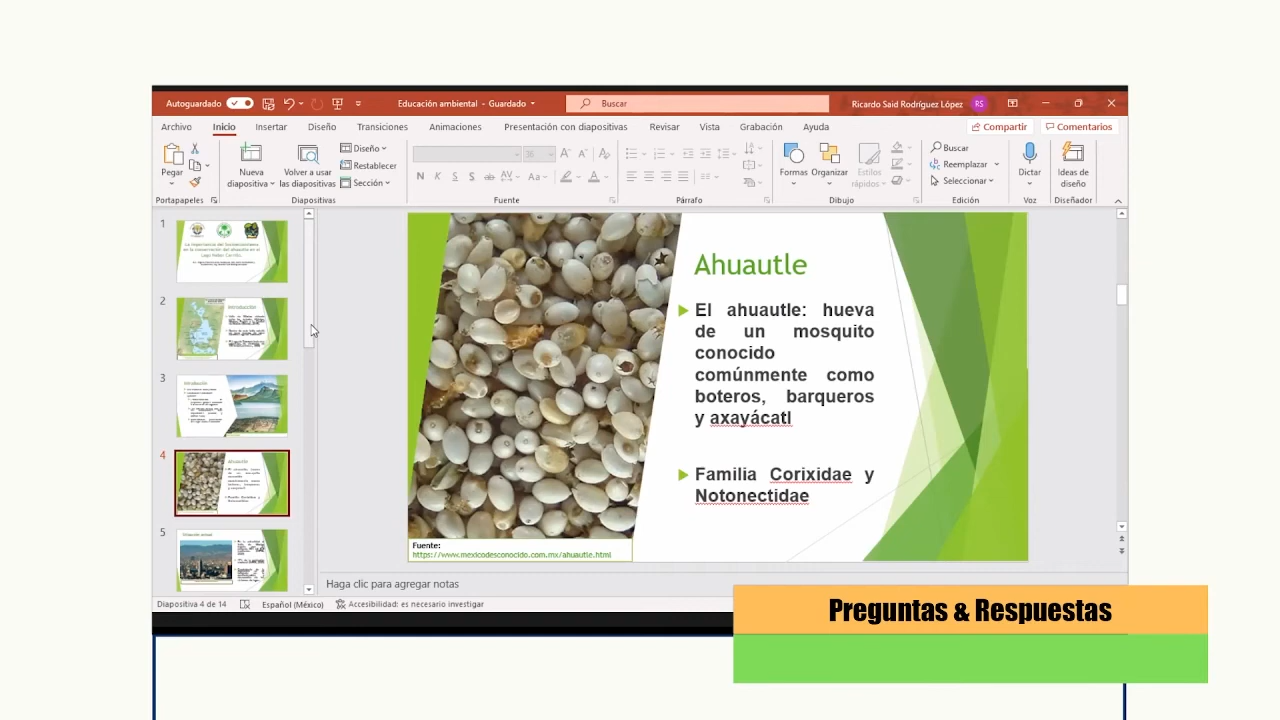 Autoguardado
Educación ambiental - Guardado
Buscar
Ricardo Said Rodríguez López
RS
Archivo
Inicio
Insertar
Diseño
Transiciones
Animaciones
Presentación con diapositivas
Revisar
Vista
Grabación
Ayuda
Compartir
Comentarios
Pegar
Nueva
diapositiva
Volver a usar
las diapositivas
Diseño
Restablecer
Sección
Formas
Organizar
Estilos
rápidos
Buscar
Reemplazar
Seleccionar
Dictar
Ideas de
diseño
Portapapeles
Diapositivas
Fuente
Párrafo
Dibujo
Edición
Voz
Diseñador
1
2
3
4
5
Ahuautle
El ahuautle: hueva
de un mosquito
conocido
comúnmente como
boteros, barqueros
y axayácatl
Familia Corixidae y
Notonectidae
Fuente:
https://www.mexicodesconocido.com.mx/ahuautle.html
Haga clic para agregar notas
Diapositiva 4 de 14
Español (México)
Accesibilidad: es necesario investigar
Preguntas & Respuestas